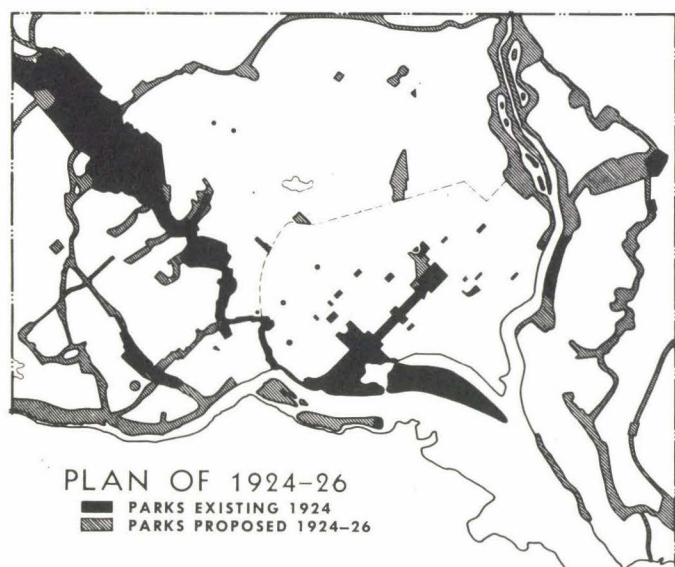 PLAN OF 1924-26
PARKS EXISTING 1924
PARKS PROPOSED 1924-26